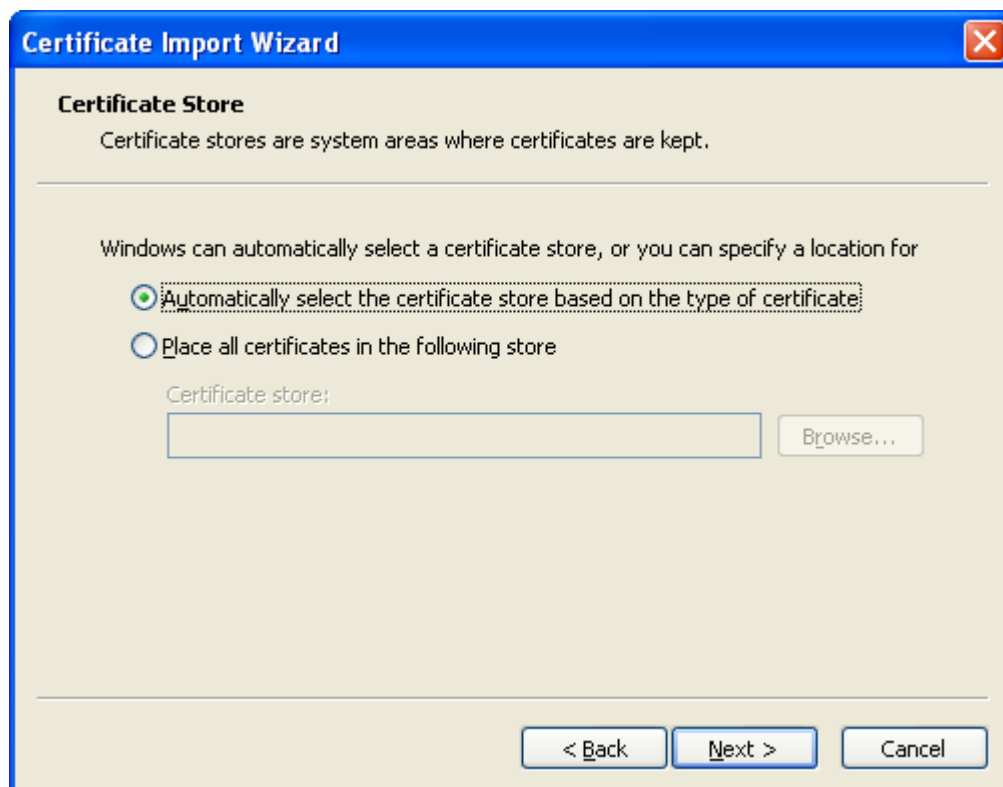 Certificate Import Wizard
Certificate Store
Certificate stores are system areas where certificates are kept.
Windows can automatically select a certificate store, or you can specify a location for
Automatically select the certificate store based on the type of certificate
Place all certificates in the following store
Certificate store:
Browse...
< Back
Next >
Cancel